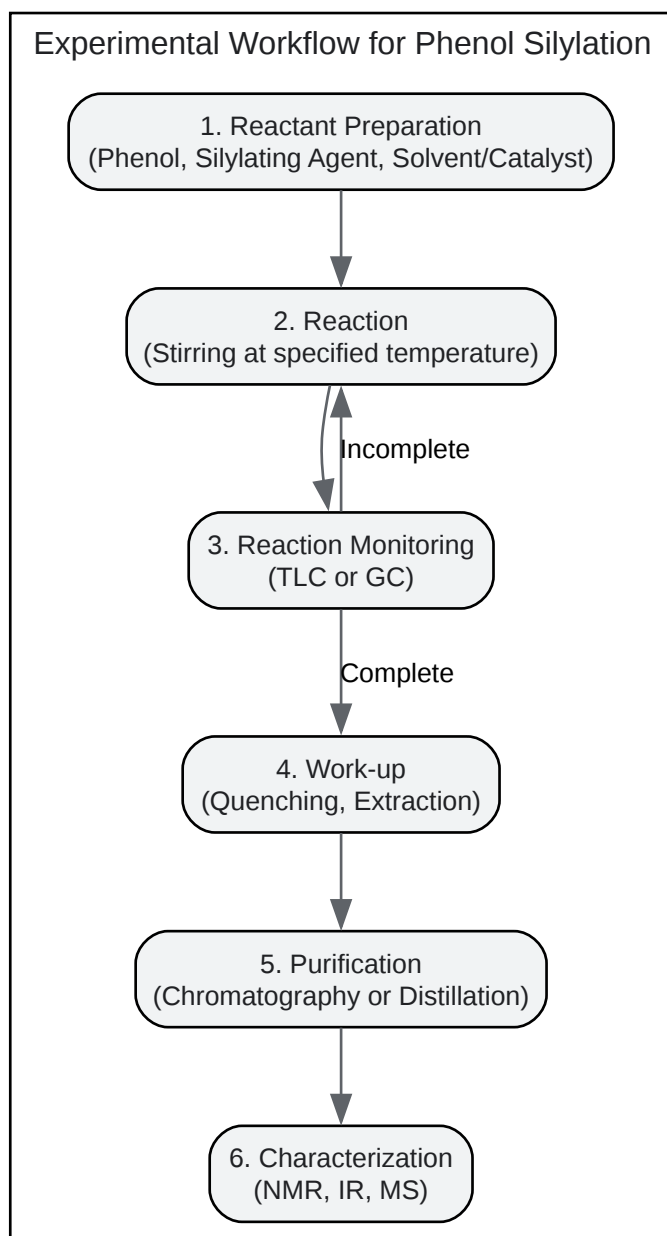 Experimental Workflow for Phenol Silylation
1. Reactant Preparation
(Phenol, Silylating Agent, Solvent/Catalyst)
2. Reaction
(Stirring at specified temperature)
Incomplete
3. Reaction Monitoring
(TLC or GC)
Complete
4. Work-up
(Quenching, Extraction)
5. Purification
(Chromatography or Distillation)
6. Characterization
(NMR, IR, MS)